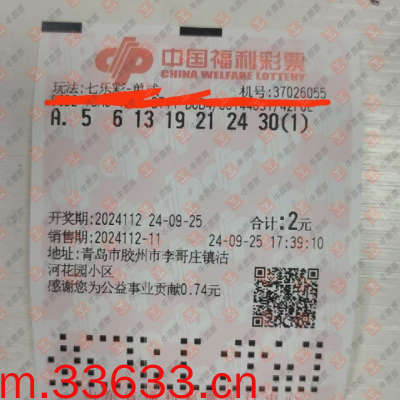 中国福利彩票
CHINA WELFARE LOTTERY
玩法:七乐彩-单式 机号:37026055
A. 5 6 13 19 21 24 30(1)
开奖期:2024112 24-09-25 合计:2元
销售期:2024112-11 24-09-25 17:39:10
地址:青岛市胶州市李哥庄镇沽
河花园小区
感谢您为公益事业贡献0.74元
m.33633.cn